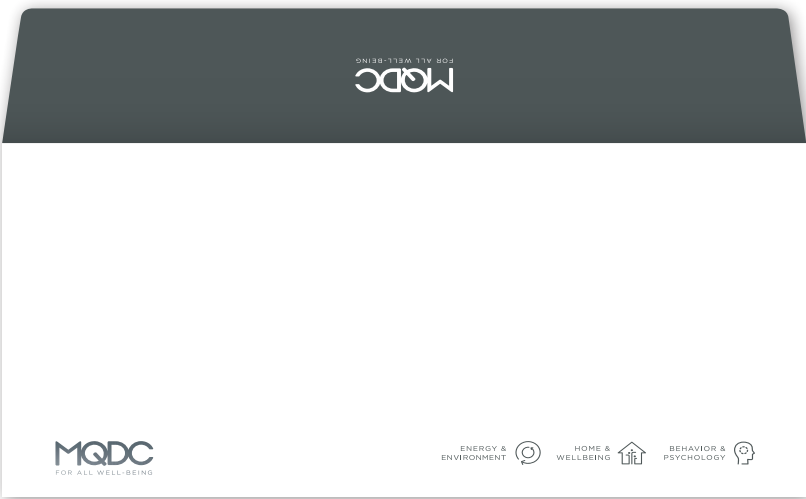 FOR ALL WELL-BEING
MQDC
MQDC
FOR ALL WELL-BEING
ENERGY &
ENVIRONMENT
HOME &
WELLBEING
BEHAVIOR &
PSYCHOLOGY